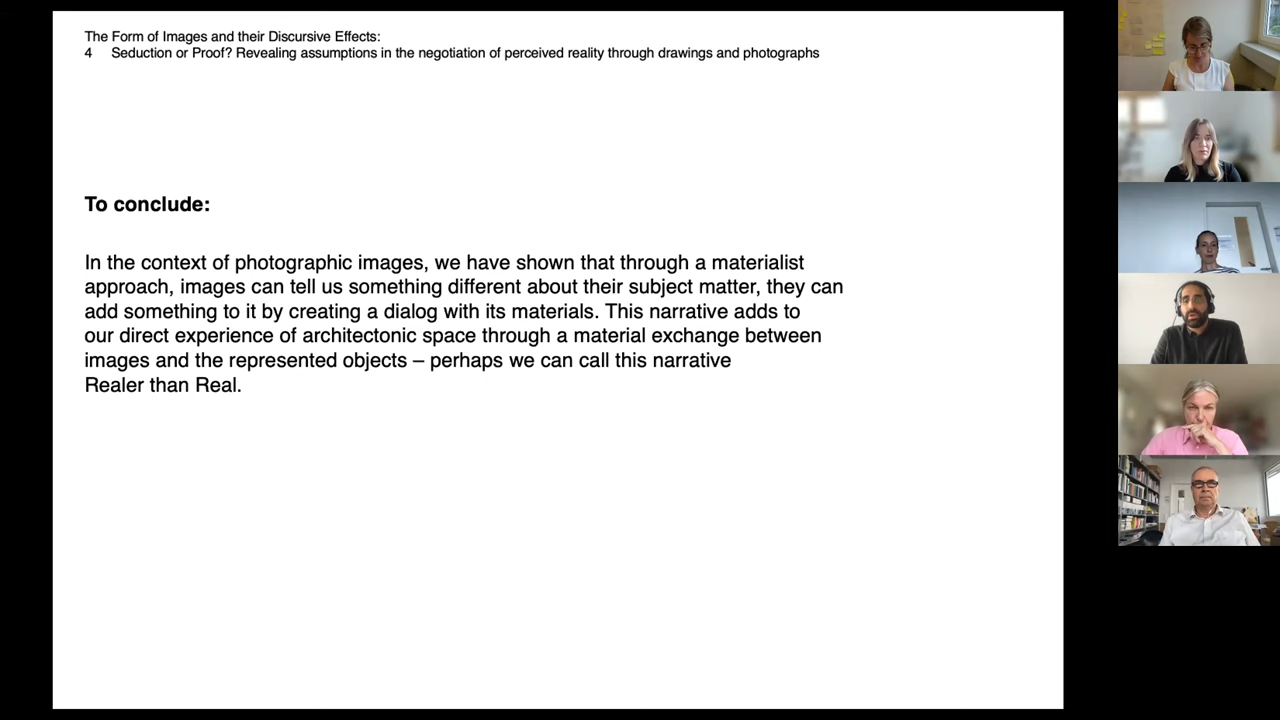 The Form of Images and their Discursive Effects:
4 Seduction or Proof? Revealing assumptions in the negotiation of perceived reality through drawings and photographs
To conclude:
In the context of photographic images, we have shown that through a materialist
approach, images can tell us something different about their subject matter, they can
add something to it by creating a dialog with its materials. This narrative adds to
our direct experience of architectonic space through a material exchange between
images and the represented objects – perhaps we can call this narrative
Realer than Real.